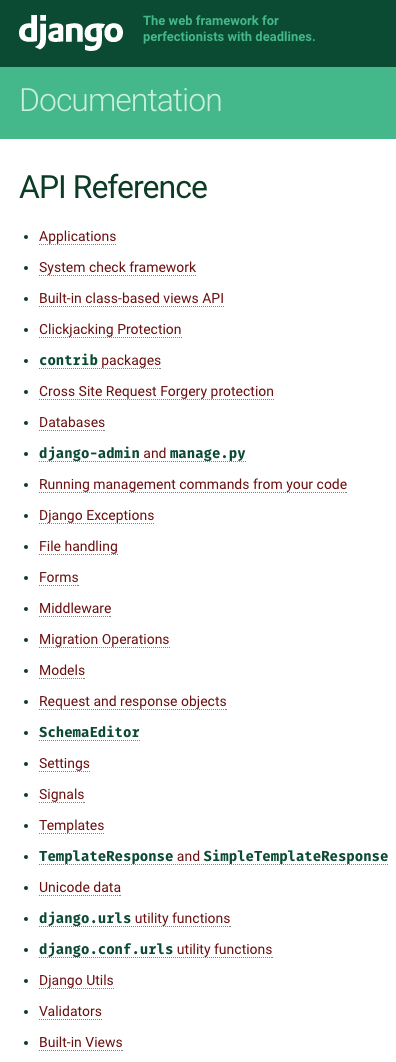 django
The web framework for
perfectionists with deadlines.
Documentation
API Reference
Applications
System check framework
Built-in class-based views API
Clickjacking Protection
contrib packages
Cross Site Request Forgery protection
Databases
django-admin and manage.py
Running management commands from your code
Django Exceptions
File handling
Forms
Middleware
Migration Operations
Models
Request and response objects
SchemaEditor
Settings
Signals
Templates
TemplateResponse and SimpleTemplateResponse
Unicode data
django.urls utility functions
django.conf.urls utility functions
Django Utils
Validators
Built-in Views